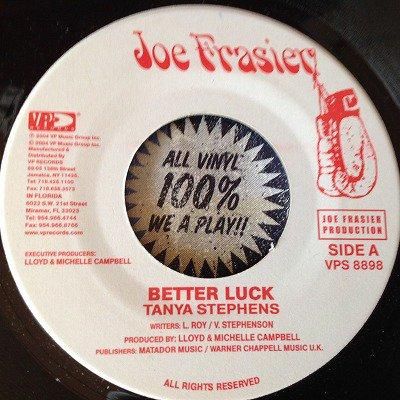 Joe Frasier
VP
RECORDS
℗ 2004 VP Music Group Inc.
© 2004 VP Music Group Inc.
Manufactured &
Distributed by
VP RECORDS
89-05 138th Street
Jamaica, NY 11435
Tel: 718.425.1100
Fax: 718.658.3573
IN FLORIDA
6022 S.W. 21st Street
Miramar, FL 33023
Tel: 954.966.4744
Fax: 954.966.8766
www.vprecords.com
EXECUTIVE PRODUCERS:
LLOYD & MICHELLE CAMPBELL
ALL VINYL
100%
WE A PLAY!!
JOE FRASIER
PRODUCTION
SIDE A
VPS 8898
BETTER LUCK
TANYA STEPHENS
WRITERS: L. ROY / V. STEPHENSON
PRODUCED BY: LLOYD & MICHELLE CAMPBELL
PUBLISHERS: MATADOR MUSIC / WARNER CHAPPELL MUSIC U.K.
ALL RIGHTS RESERVED